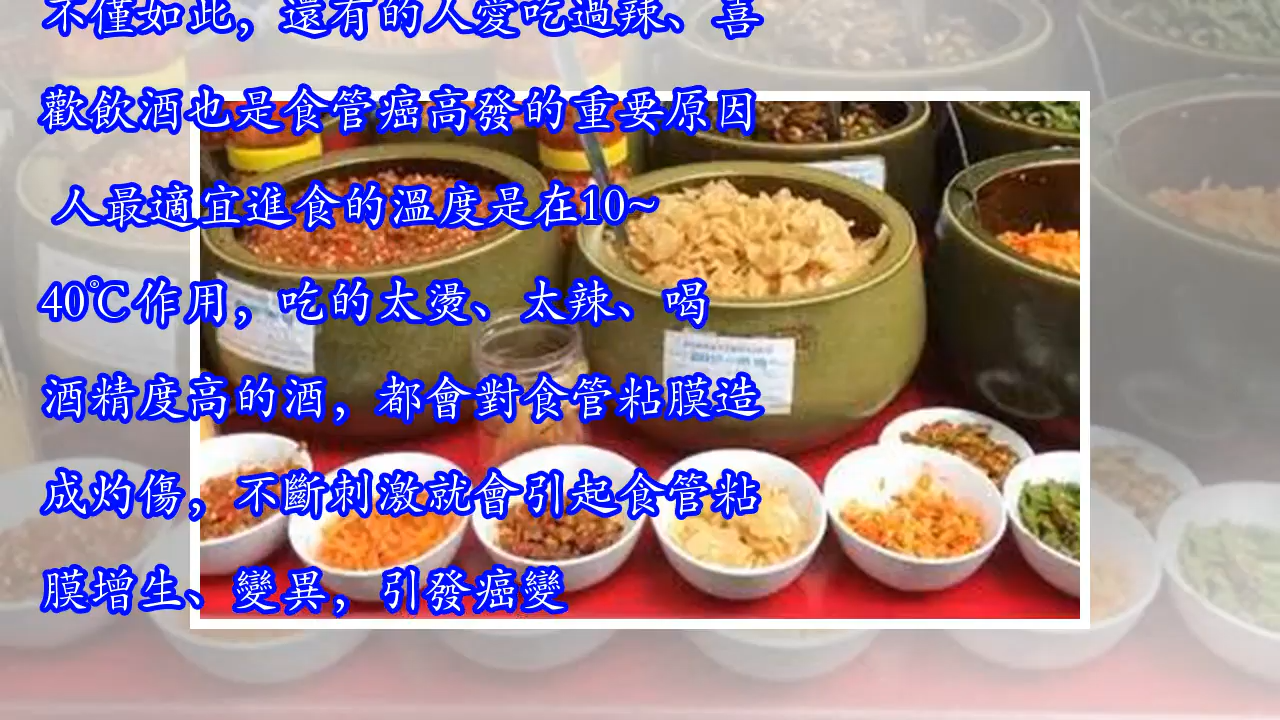 不僅如此，還有的人愛吃過辣、喜
歡飲酒也是食管癌高發的重要原因
人最適宜進食的溫度是在10~
40℃作用，吃的太燙、太辣、喝
酒精度高的酒，都會對食管粘膜造
成灼傷，不斷刺激就會引起食管粘
膜增生、變異，引發癌變